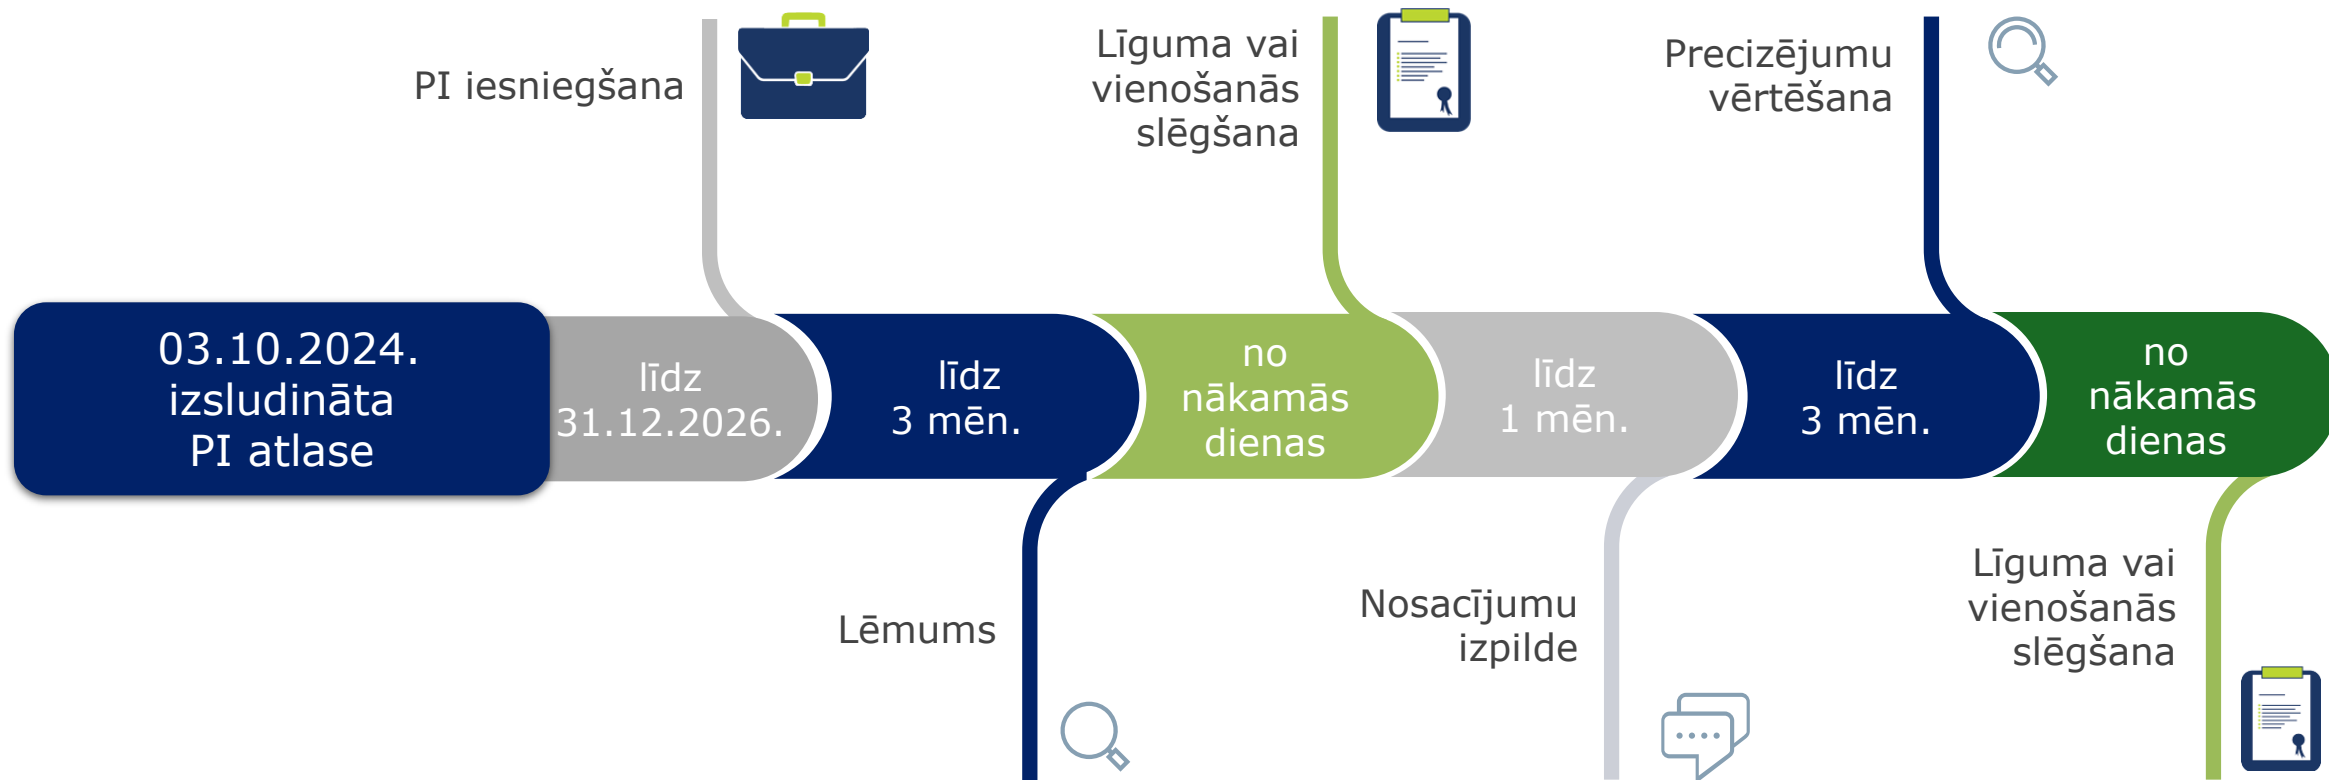 PI iesniegšana
Līguma vai
vienošanās
slēgšana
Precizējumu
vērtēšana
03.10.2024.
izsludināta
PI atlase
līdz
31.12.2026.
līdz
3 mēn.
no
nākamās
dienas
līdz
1 mēn.
līdz
3 mēn.
no
nākamās
dienas
Lēmums
Nosacījumu
izpilde
Līguma vai
vienošanās
slēgšana